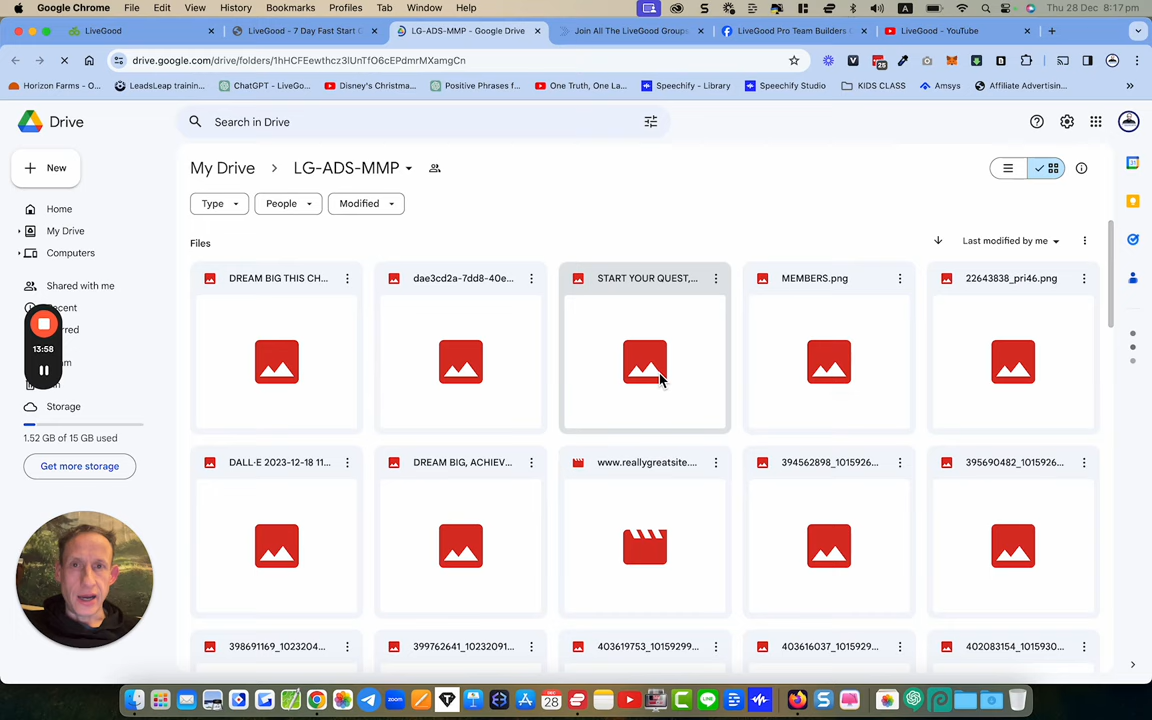 Google Chrome File Edit View History Bookmarks Profiles Tab Window Help Thu 28 Dec 8:17 pm
LiveGood LiveGood - 7 Day Fast Start C LG-ADS-MMP - Google Drive Join All The LiveGood Groups LiveGood Pro Team Builders LiveGood - YouTube
drive.google.com/drive/folders/1hHCFEewthcz3lUnTfO6cEPdmrMXamgCn
Horizon Farms - O... LeadsLeap trainin... ChatGPT - LiveGo... Disney's Christma... Positive Phrases f... One Truth, One La... Speechify - Library Speechify Studio KIDS CLASS Amsys Affiliate Advertisin...
Drive
Search in Drive
New
My Drive > LG-ADS-MMP
Type People Modified
Home
My Drive
Computers
Shared with me
Storage
1.52 GB of 15 GB used
Get more storage
13:58
Files
Last modified by me
DREAM BIG THIS CH... dae3cd2a-7dd8-40e... START YOUR QUEST,... MEMBERS.png 22643838_pri46.png
DALL·E 2023-12-18 11... DREAM BIG, ACHIEV... www.reallygreatsite.... 394562898_1015926... 395690482_1015926...
398691169_1023204... 399762641_10232091... 403619753_10159299... 403616037_1015929... 402083154_1015930...